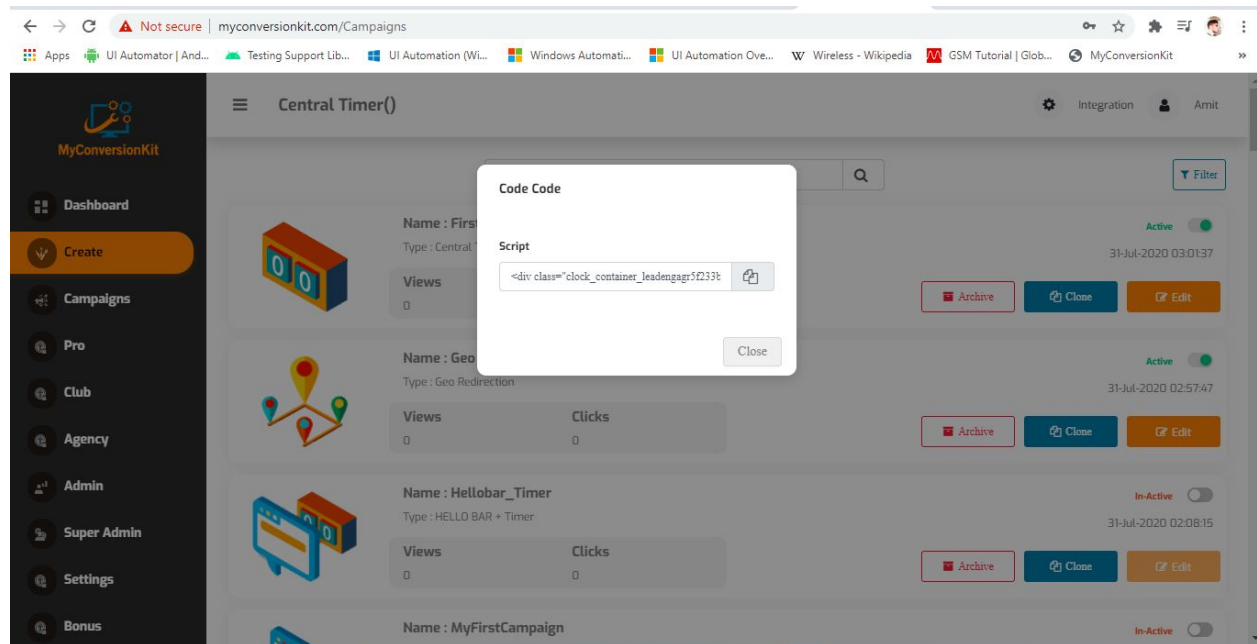 Not secure | myconversionkit.com/Campaigns
Apps UI Automator | And... Testing Support Lib... UI Automation (Wi... Windows Automati... UI Automation Ove... W Wireless - Wikipedia GSM Tutorial | Glob... MyConversionKit »
MyConversionKit
Central Timer()
Integration Amit
Dashboard
Create
Campaigns
Pro
Club
Agency
Admin
Super Admin
Settings
Bonus
Filter
Code Code
Script
<div class="clock_container_leadengagr5f233b
Close
Name : First
Type : Central
Views
0
Active
31-Jul-2020 03:01:37
Archive Clone Edit
Name : Geo
Type : Geo Redirection
Views Clicks
0 0
Active
31-Jul-2020 02:57:47
Archive Clone Edit
Name : Hellobar_Timer
Type : HELLO BAR + Timer
Views Clicks
0 0
In-Active
31-Jul-2020 02:08:15
Archive Clone Edit
Name : MyFirstCampaign
In-Active